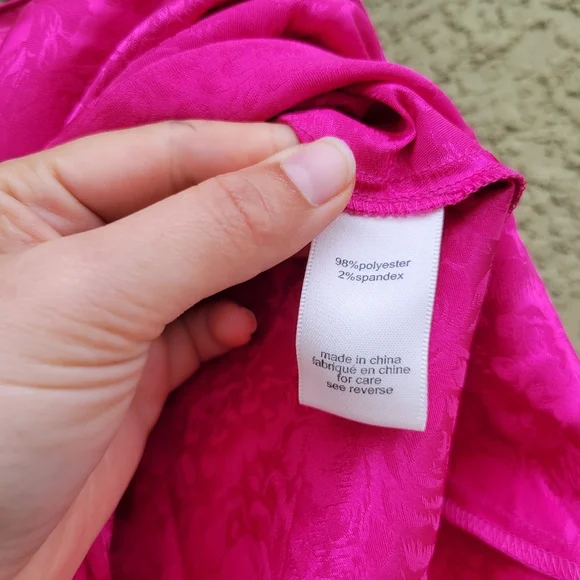 98%polyester
2%spandex
made in china
fabriqué en chine
for care
see reverse